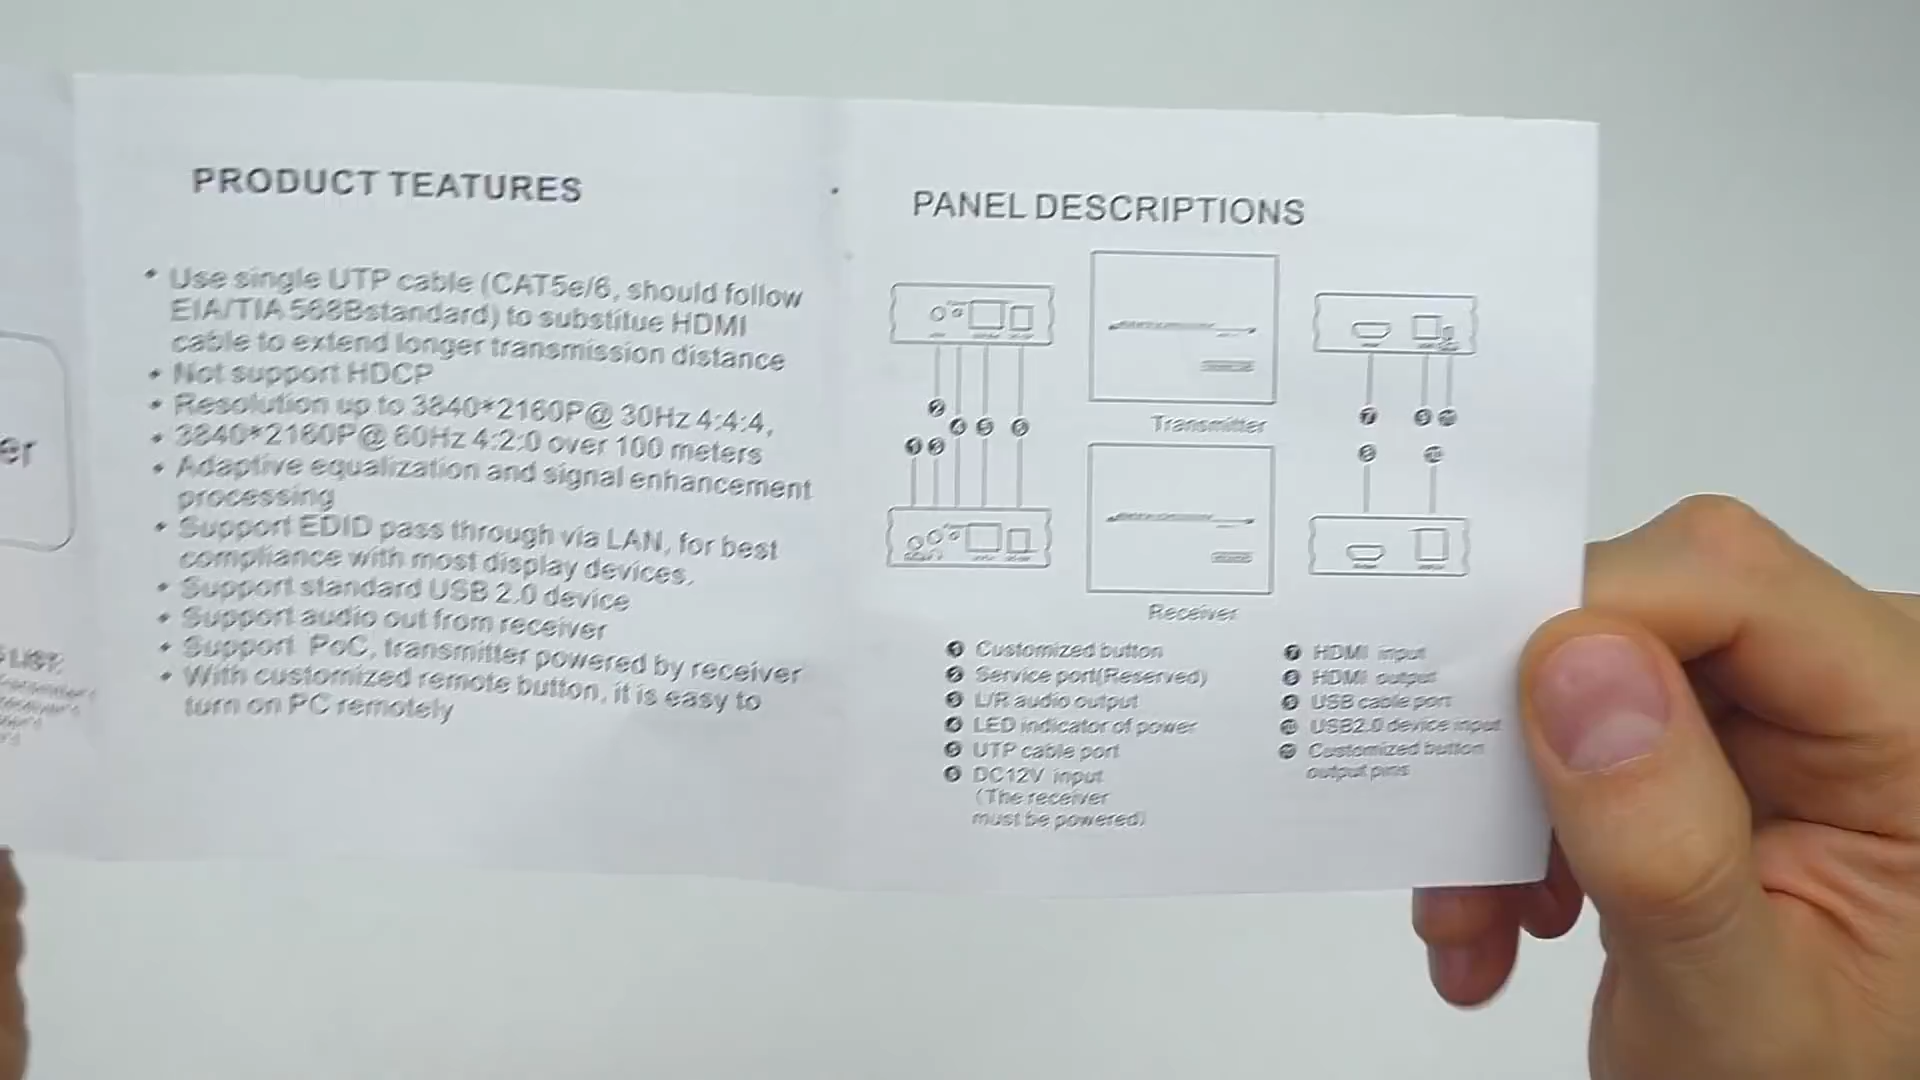 PRODUCT TEATURES
• Use single UTP cable (CAT5e/6, should follow
EIA/TIA 568Bstandard) to substitue HDMI
cable to extend longer transmission distance
• Not support HDCP
• Resolution up to 3840*2160P@ 30Hz 4:4:4,
• 3840*2160P@ 60Hz 4:2:0 over 100 meters
• Adaptive equalization and signal enhancement
processing
• Support EDID pass through via LAN, for best
compliance with most display devices.
• Support standard USB 2.0 device
• Support audio out from receiver
• Support PoC, transmitter powered by receiver
• With customized remote button, it is easy to
turn on PC remotely
er
LIST:
PANEL DESCRIPTIONS
Transmitter
Receiver
Customized button
Service port(Reserved)
L/R audio output
LED indicator of power
UTP cable port
DC12V input
(The receiver
must be powered)
HDMI input
HDMI output
USB cable port
USB2.0 device input
Customized button
output pins